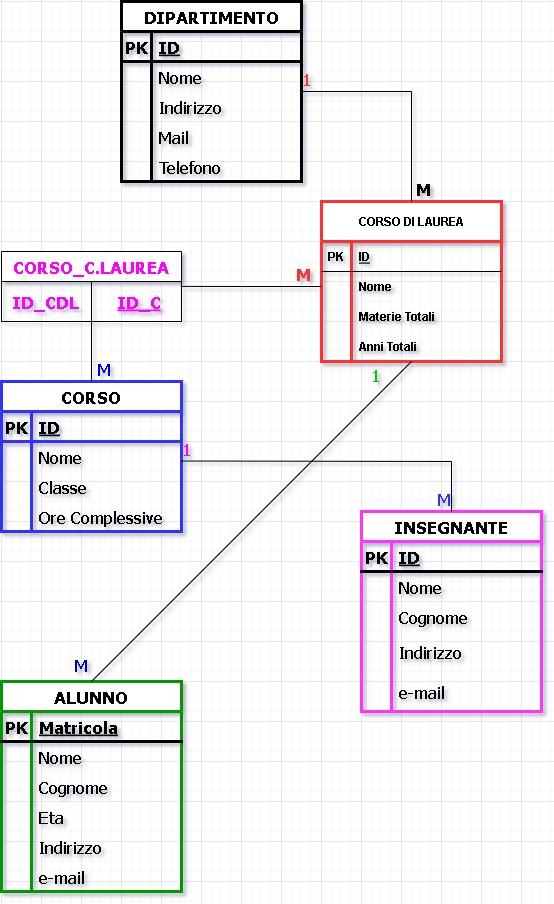 DIPARTIMENTO
PK ID
Nome
Indirizzo
Mail
Telefono
1
M
CORSO DI LAUREA
PK ID
Nome
Materie Totali
Anni Totali
CORSO_C.LAUREA
ID_CDL ID_C
M
M
1
CORSO
PK ID
Nome
Classe
Ore Complessive
1
M
INSEGNANTE
PK ID
Nome
Cognome
Indirizzo
e-mail
M
ALUNNO
PK Matricola
Nome
Cognome
Eta
Indirizzo
e-mail